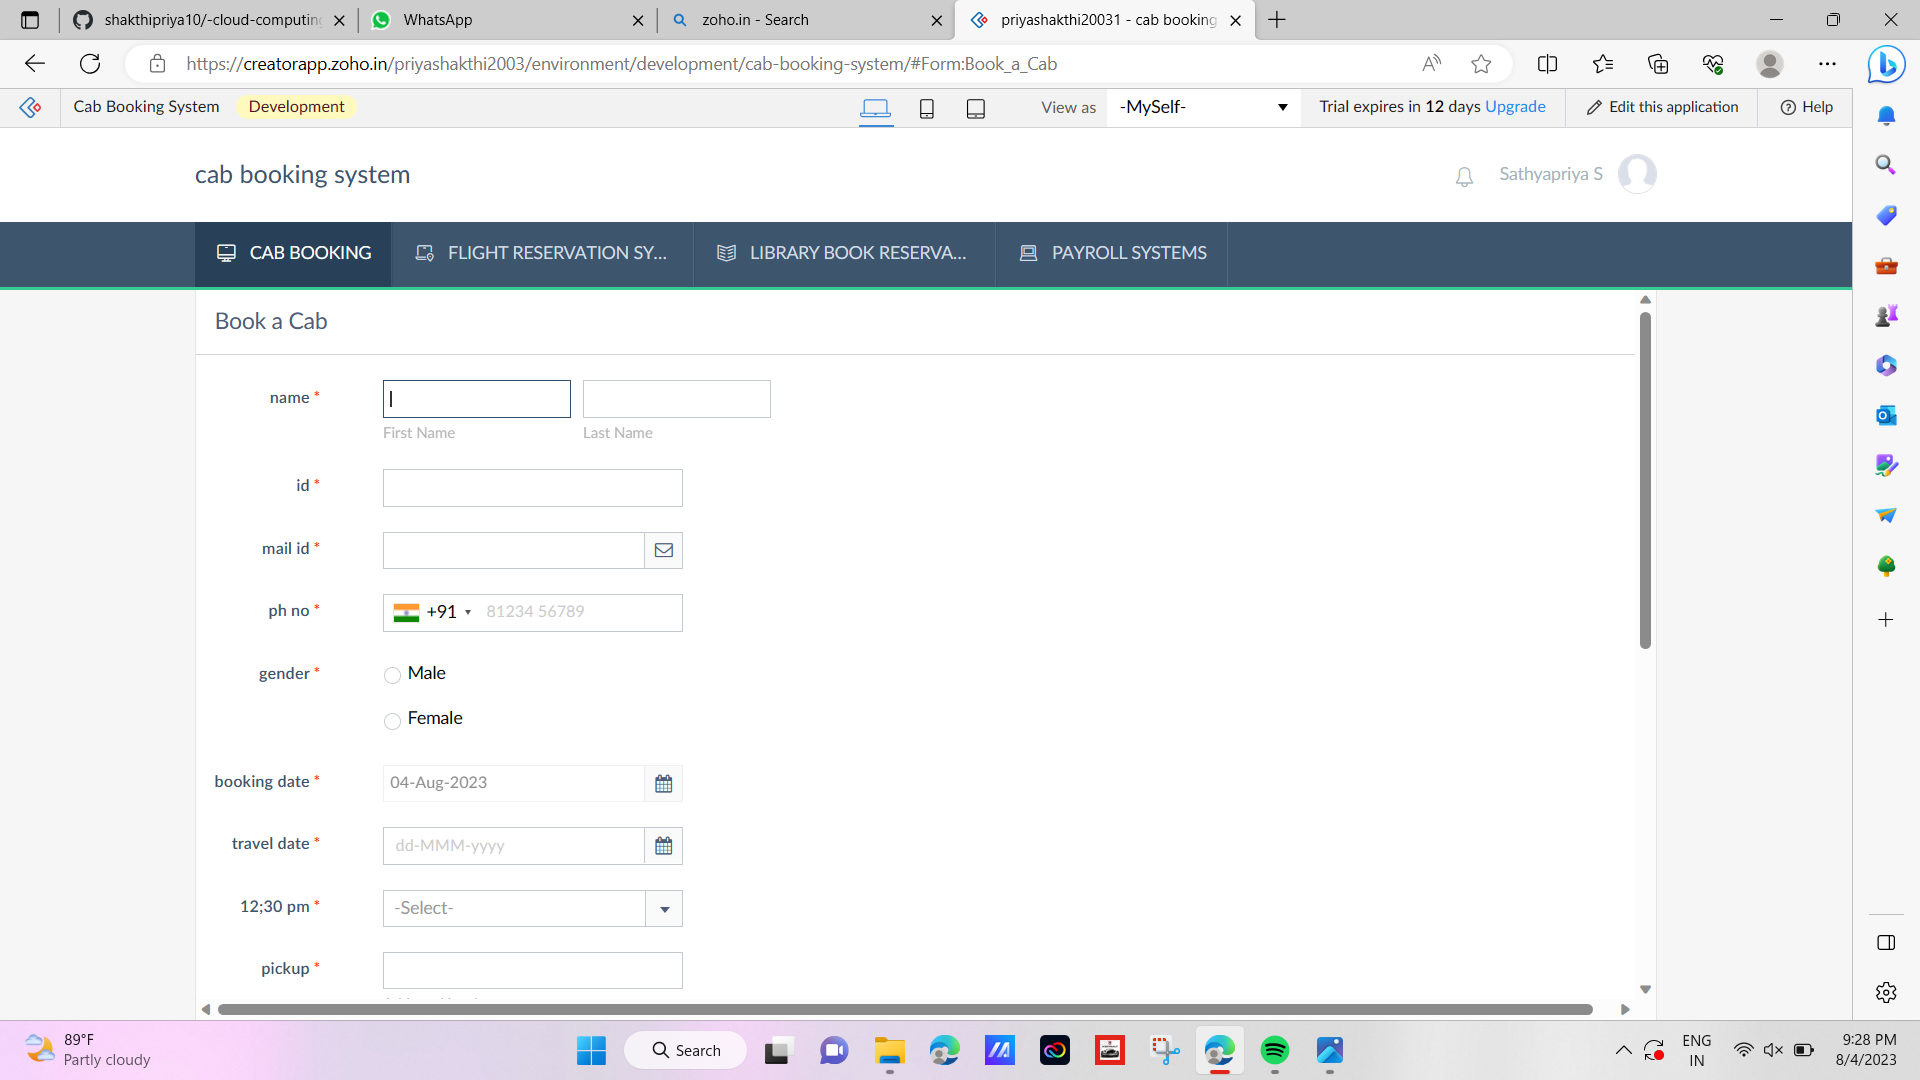 shakthipriya10/-cloud-computing
WhatsApp
zoho.in - Search
priyashakthi20031 - cab booking
https://creatorapp.zoho.in/priyashakthi2003/environment/development/cab-booking-system/#Form:Book_a_Cab
Cab Booking System
Development
View as
-MySelf-
Trial expires in 12 days Upgrade
Edit this application
Help
cab booking system
Sathyapriya S
CAB BOOKING
FLIGHT RESERVATION SY...
LIBRARY BOOK RESERVA...
PAYROLL SYSTEMS
Book a Cab
name *
First Name
Last Name
id *
mail id *
ph no *
+91
81234 56789
gender *
Male
Female
booking date *
04-Aug-2023
travel date *
dd-MMM-yyyy
12;30 pm *
-Select-
pickup *
89°F
Partly cloudy
Search
ENG
IN
9:28 PM
8/4/2023